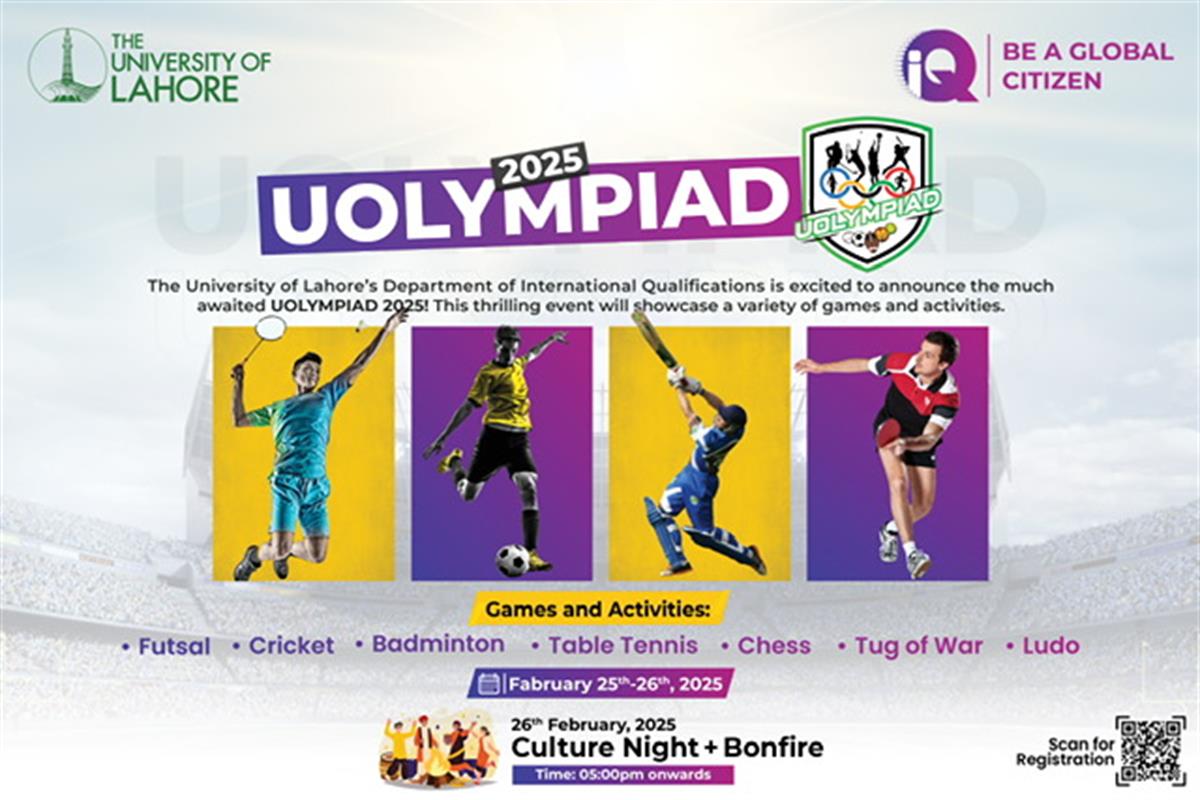 THE
UNIVERSITY OF
LAHORE
iQ
BE A GLOBAL
CITIZEN
2025
UOLYMPIAD
UOLYMPIAD
UOLYMPIAD
The University of Lahore's Department of International Qualifications is excited to announce the much
awaited UOLYMPIAD 2025! This thrilling event will showcase a variety of games and activities.
Games and Activities:
• Futsal • Cricket • Badminton • Table Tennis • Chess • Tug of War • Ludo
Fabruary 25th-26th, 2025
26th February, 2025
Culture Night + Bonfire
Time: 05:00pm onwards
Scan for
Registration